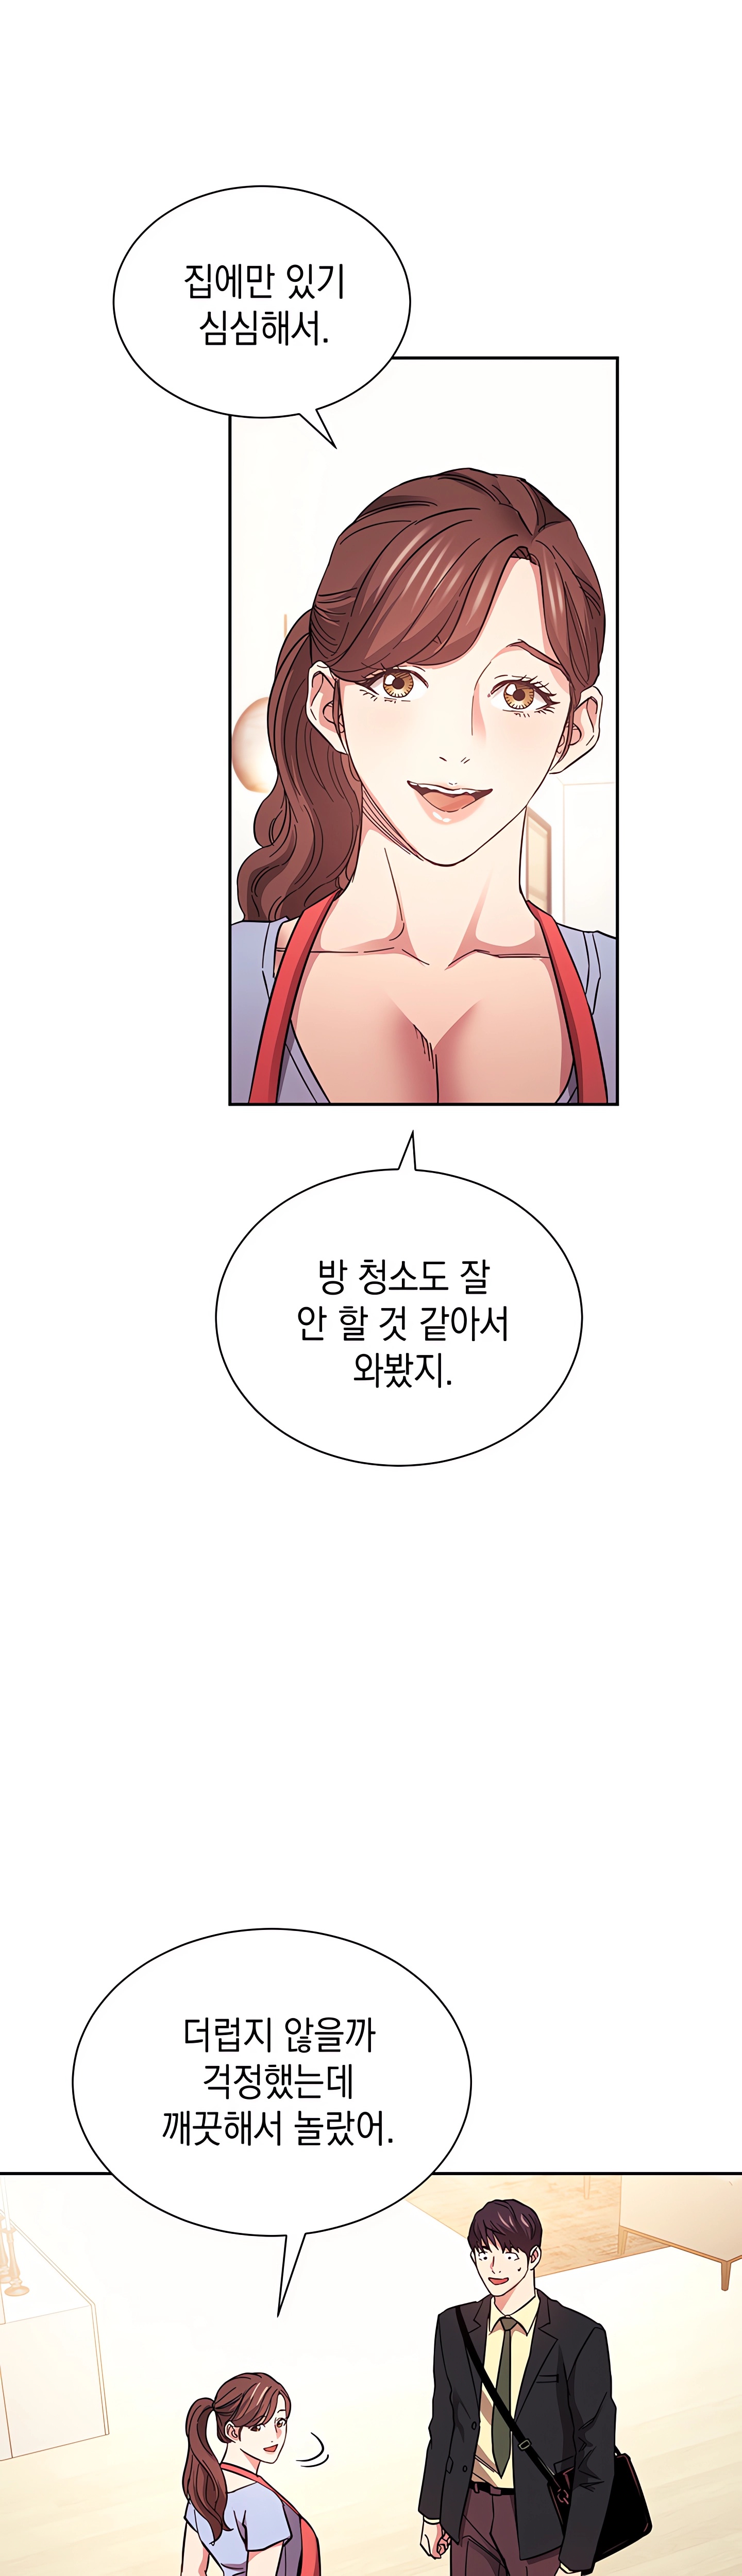 집에만 있기
심심해서.
방 청소도 잘
안 할 것 같아서
와봤지.
더럽지 않을까
걱정했는데
깨끗해서 놀랐어.